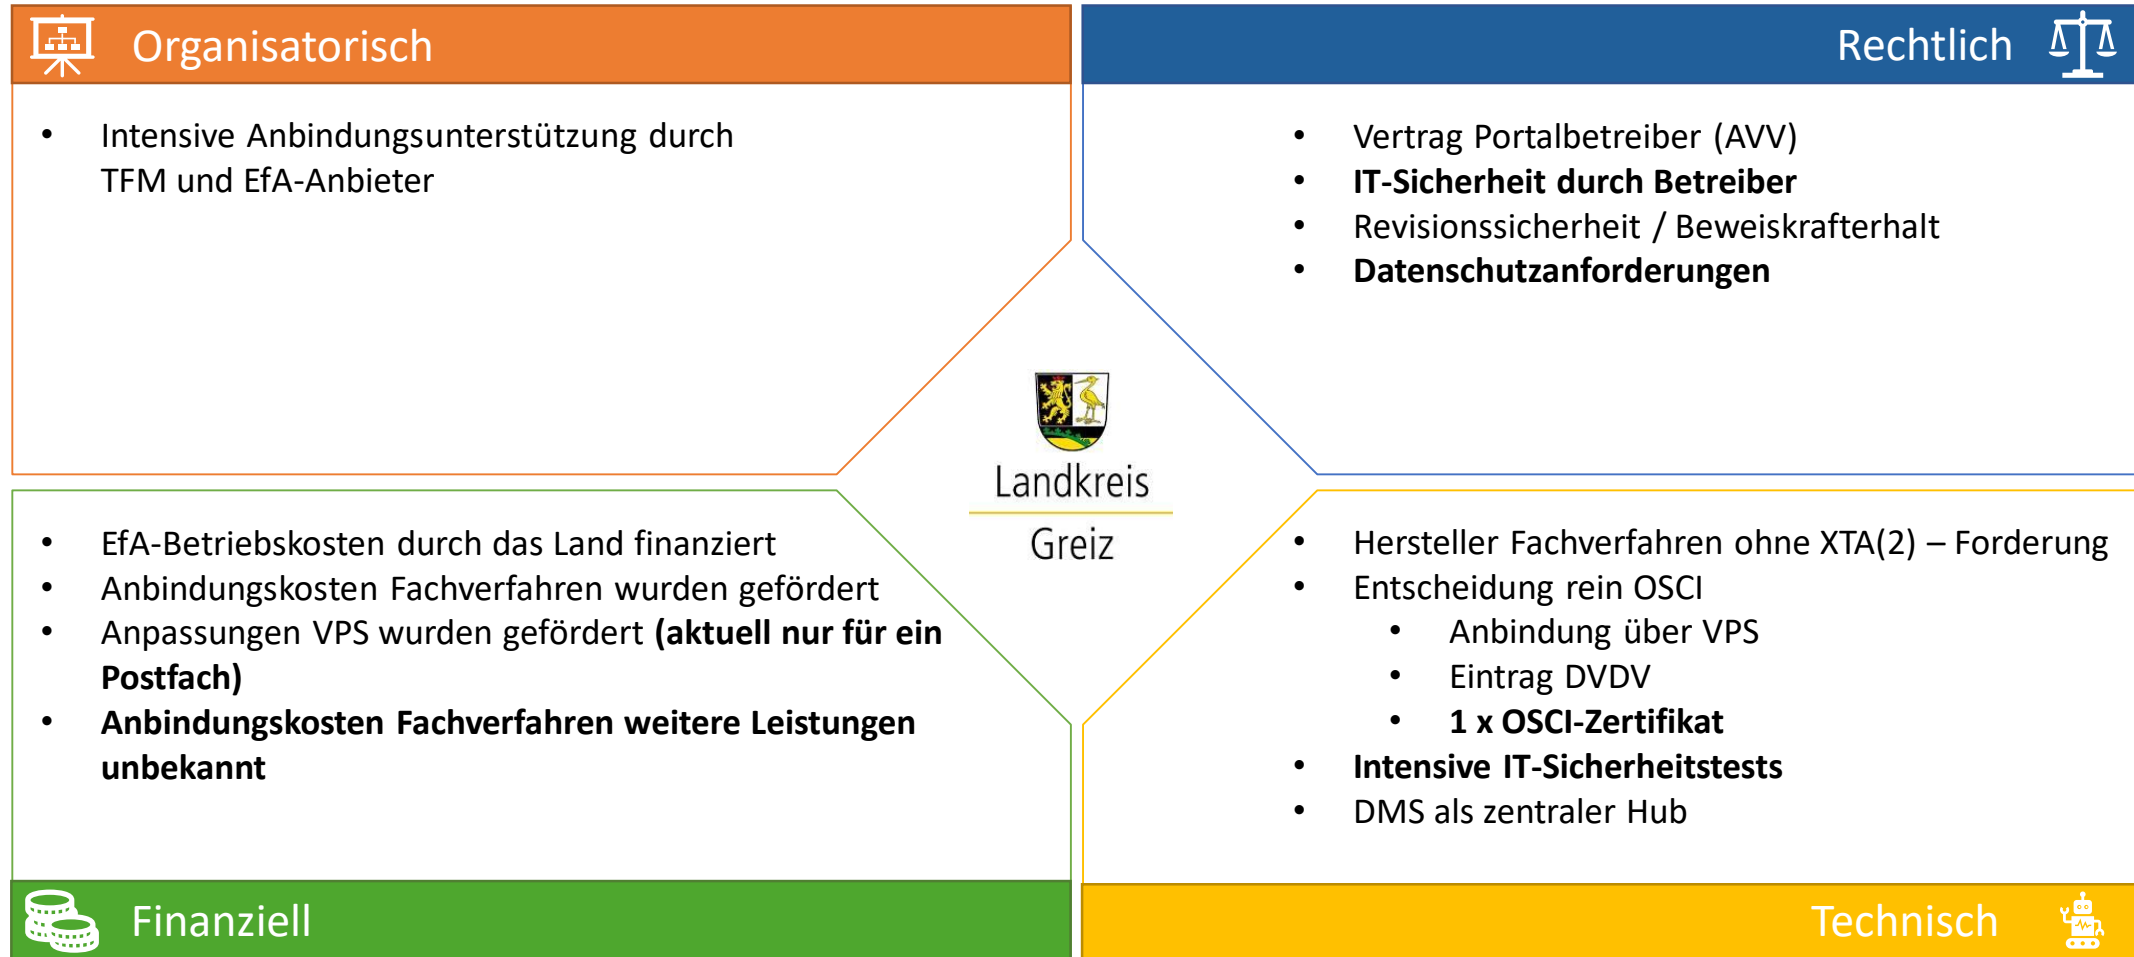 Organisatorisch
• Intensive Anbindungsunterstützung durch
TFM und EfA-Anbieter
Rechtlich
• Vertrag Portalbetreiber (AVV)
• IT-Sicherheit durch Betreiber
• Revisionssicherheit / Beweiskrafterhalt
• Datenschutzanforderungen
Landkreis
Greiz
• EfA-Betriebskosten durch das Land finanziert
• Anbindungskosten Fachverfahren wurden gefördert
• Anpassungen VPS wurden gefördert (aktuell nur für ein
Postfach)
• Anbindungskosten Fachverfahren weitere Leistungen
unbekannt
Finanziell
• Hersteller Fachverfahren ohne XTA(2) – Forderung
• Entscheidung rein OSCI
• Anbindung über VPS
• Eintrag DVDV
• 1 x OSCI-Zertifikat
• Intensive IT-Sicherheitstests
• DMS als zentraler Hub
Technisch